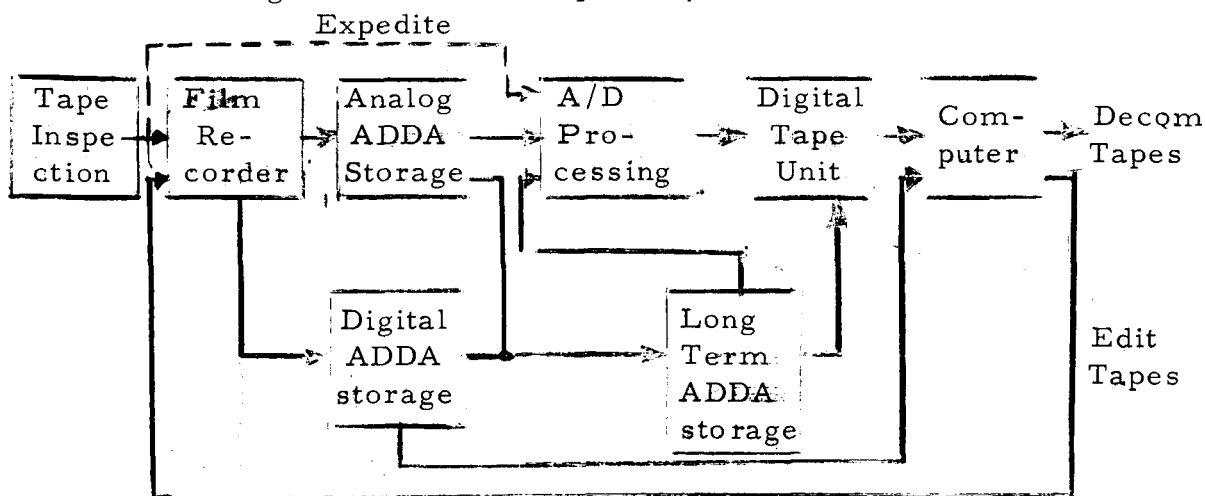 Expedite
Tape
Inspe
ction
Film
Re-
corder
Analog
ADDA
Storage
A/D
Pro-
cessing
Digital
Tape
Unit
Com-
puter
Decom
Tapes
Digital
ADDA
storage
Long
Term
ADDA
storage
Edit
Tapes